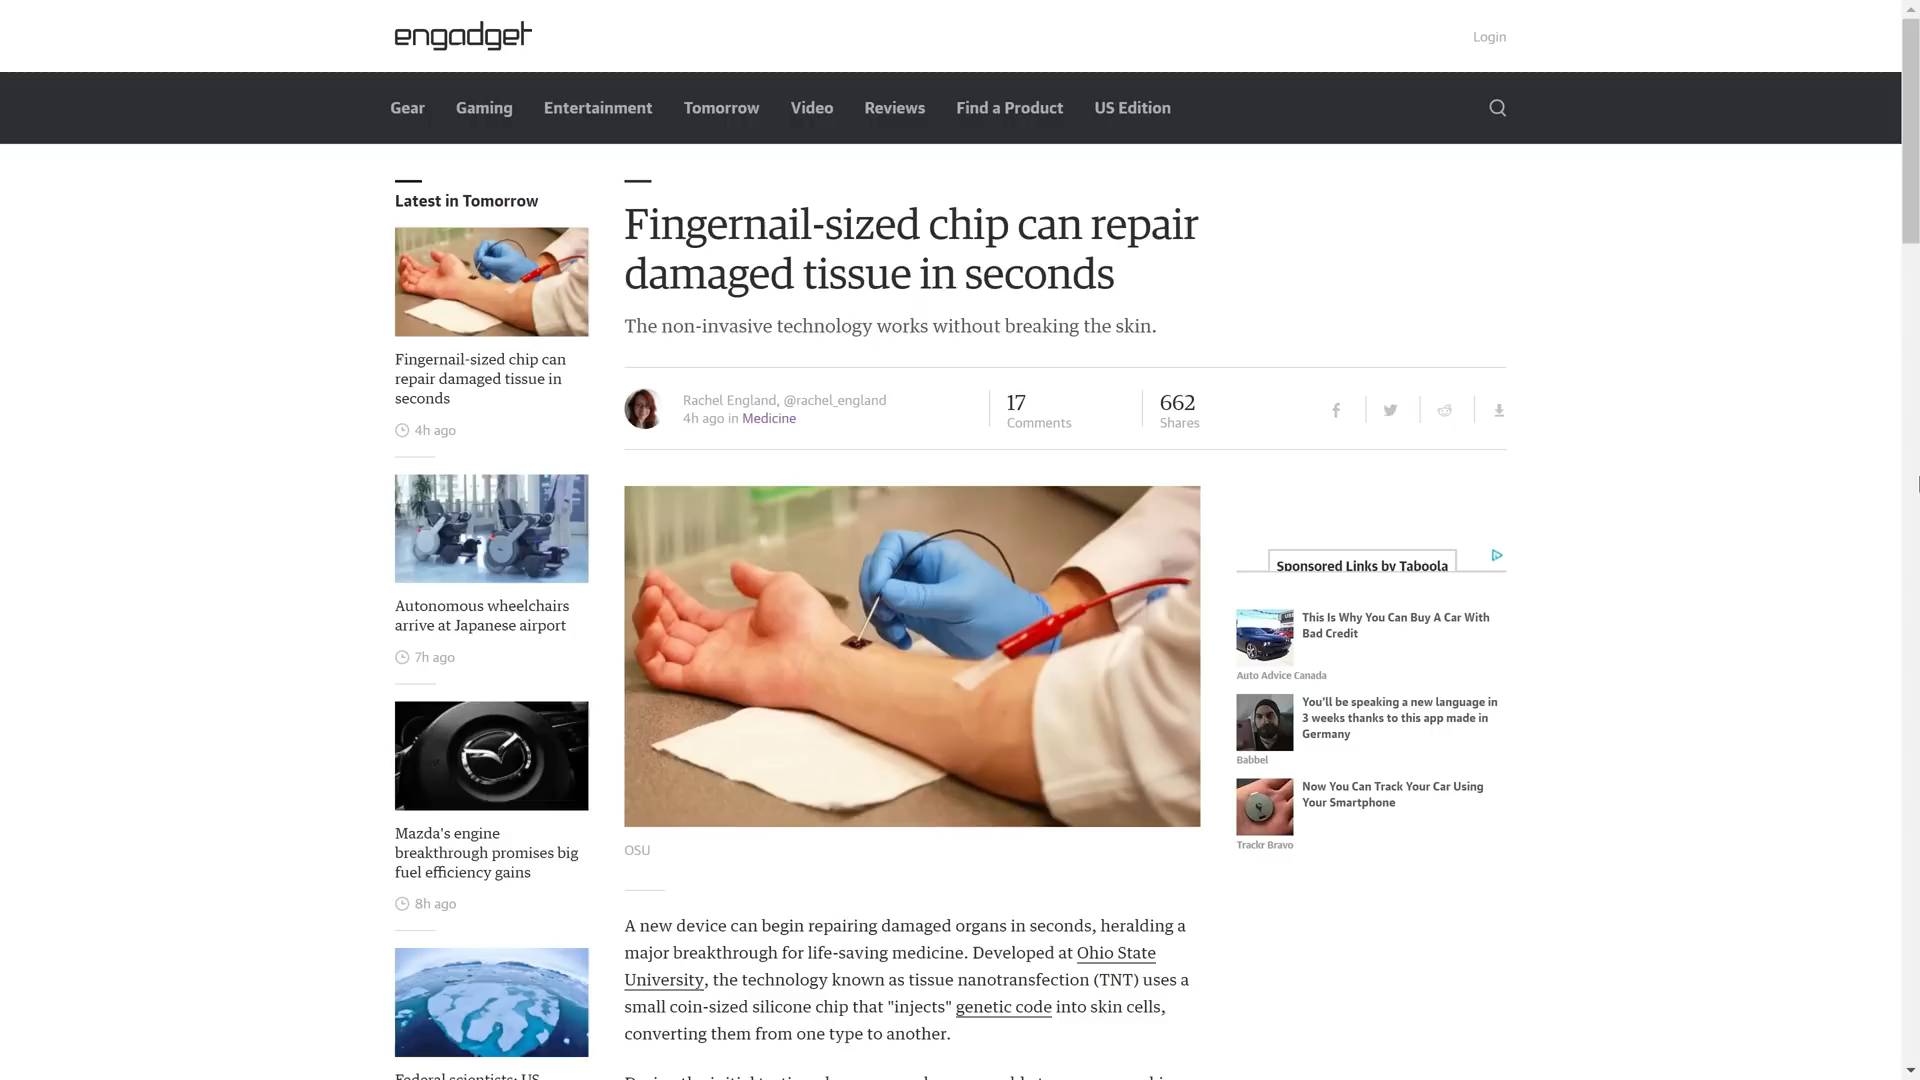 engadget
Login
Gear
Gaming
Entertainment
Tomorrow
Video
Reviews
Find a Product
US Edition
Latest in Tomorrow
Fingernail-sized chip can
repair damaged tissue in
seconds
4h ago
Autonomous wheelchairs
arrive at Japanese airport
7h ago
Mazda's engine
breakthrough promises big
fuel efficiency gains
8h ago
Federal scientists: US
Fingernail-sized chip can repair
damaged tissue in seconds
The non-invasive technology works without breaking the skin.
Rachel England, @rachel_england
4h ago in Medicine
17
Comments
662
Shares
OSU
A new device can begin repairing damaged organs in seconds, heralding a
major breakthrough for life-saving medicine. Developed at Ohio State
University, the technology known as tissue nanotransfection (TNT) uses a
small coin-sized silicone chip that "injects" genetic code into skin cells,
converting them from one type to another.
Sponsored Links by Taboola
This Is Why You Can Buy A Car With
Bad Credit
Auto Advice Canada
You'll be speaking a new language in
3 weeks thanks to this app made in
Germany
Babbel
Now You Can Track Your Car Using
Your Smartphone
Trackr Bravo